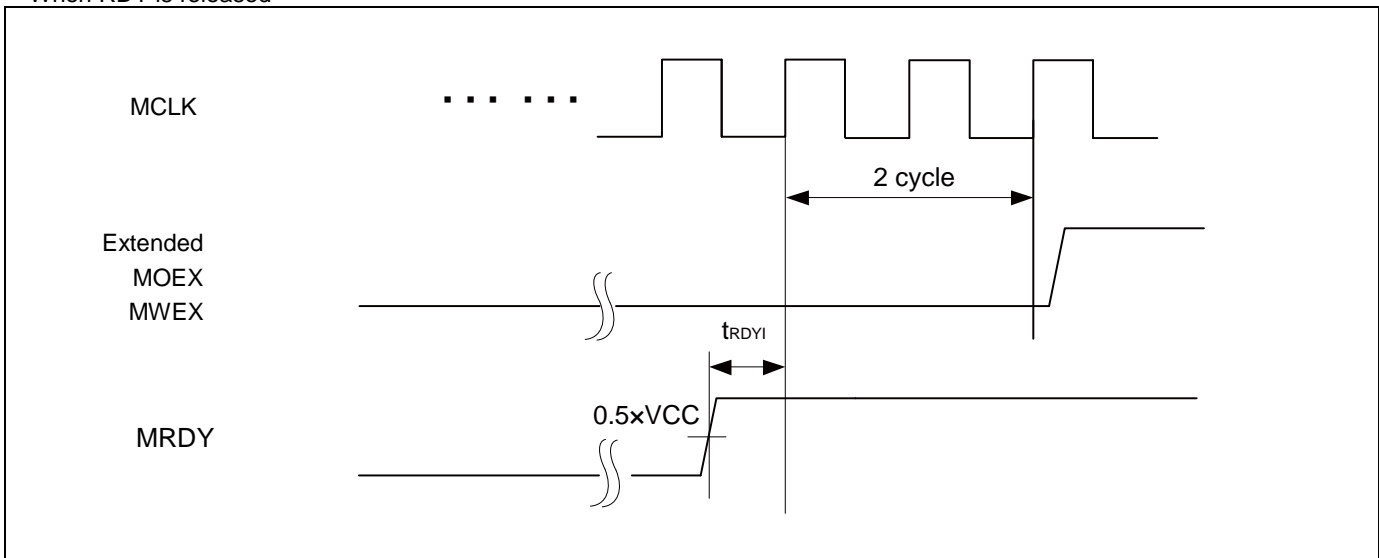 When RDY is released
MCLK
... ...
2 cycle
Extended
MOEX
MWEX
tRDYI
0.5×VCC
MRDY